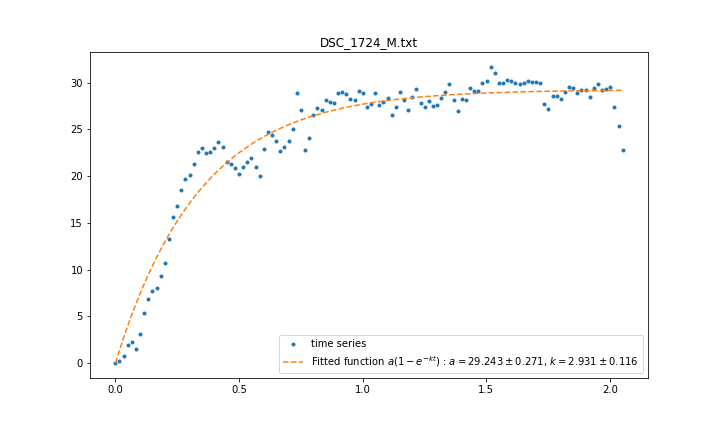 DSC_1724_M.txt
30
25
20
15
10
5
0
0.0 0.5 1.0 1.5 2.0
time series
Fitted function $a(1-e^{-kt})$ : $a = 29.243 \pm 0.271$, $k = 2.931 \pm 0.116$